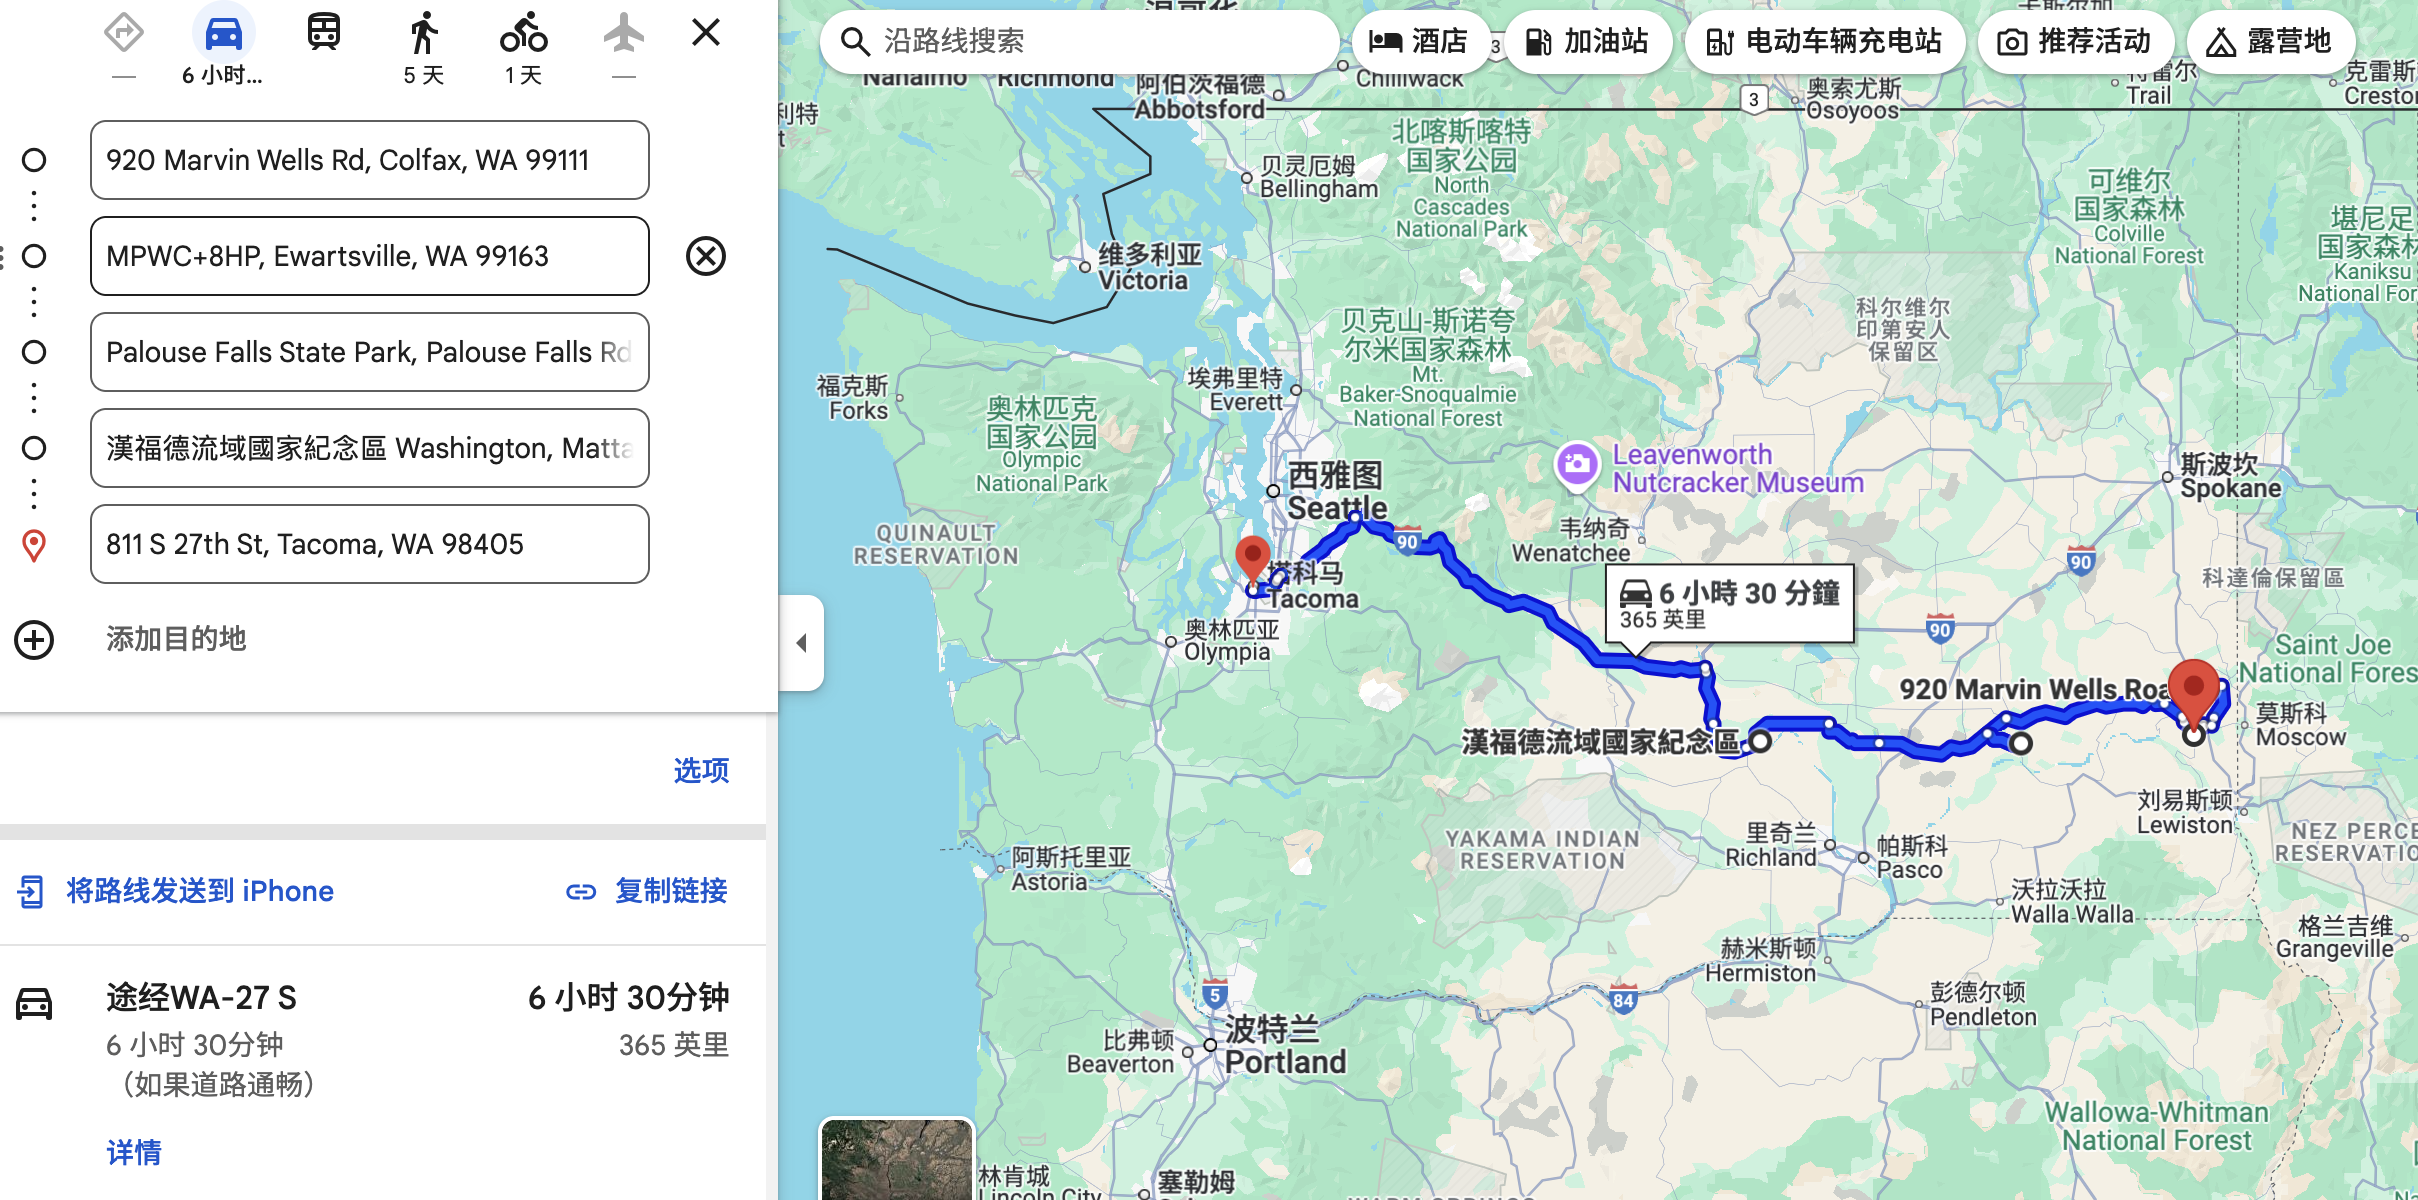 6 小时...
5 天
1 天
920 Marvin Wells Rd, Colfax, WA 99111
MPWC+8HP, Ewartsville, WA 99163
Palouse Falls State Park, Palouse Falls Rd
漢福德流域國家紀念區 Washington, Matta
811 S 27th St, Tacoma, WA 98405
添加目的地
选项
将路线发送到 iPhone
复制链接
途经WA-27 S
6 小时 30分钟
6 小时 30分钟
365 英里
（如果道路通畅）
详情
沿路线搜索
酒店
加油站
电动车辆充电站
推荐活动
露营地
Nanaimo
Richmond
阿伯茨福德
Abbotsford
3
Chilliwack
3
奥索尤斯
Osoyoos
特雷尔
Trail
克雷斯
Creston
利特
北喀斯喀特
国家公园
North
Cascades
National Park
贝灵厄姆
Bellingham
可维尔
国家森林
Colville
National Forest
堪尼足
国家森林
Kaniksu
National For
维多利亚
Victoria
贝克山-斯诺夸
尔米国家森林
Mt.
Baker-Snoqualmie
National Forest
科尔维尔
印第安人
保留区
福克斯
Forks
埃弗里特
Everett
奥林匹克
国家公园
Olympic
National Park
Leavenworth
Nutcracker Museum
西雅图
Seattle
斯波坎
Spokane
QUINAULT
RESERVATION
90
韦纳奇
Wenatchee
90
塔科马
Tacoma
6 小時 30 分鐘
365 英里
科達倫保留區
奥林匹亚
Olympia
90
Saint Joe
National Fores
920 Marvin Wells Roa
莫斯科
Moscow
漢福德流域國家紀念區
刘易斯顿
Lewiston
YAKAMA INDIAN
RESERVATION
里奇兰
Richland
帕斯科
Pasco
NEZ PERCE
RESERVATIO
阿斯托里亚
Astoria
沃拉沃拉
Walla Walla
格兰吉维
Grangeville
赫米斯顿
Hermiston
5
84
彭德尔顿
Pendleton
波特兰
Portland
比弗顿
Beaverton
Wallowa-Whitman
National Forest
林肯城
Lincoln City
塞勒姆